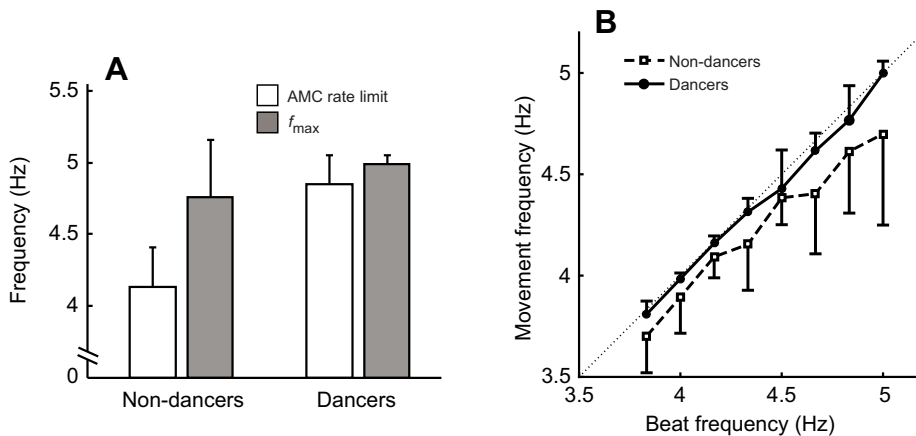 A
5.5
5
4.5
4
0
Frequency (Hz)
AMC rate limit
fmax
Non-dancers
Dancers
B
5
4.5
4
3.5
Movement frequency (Hz)
Non-dancers
Dancers
3.5
4
4.5
5
Beat frequency (Hz)